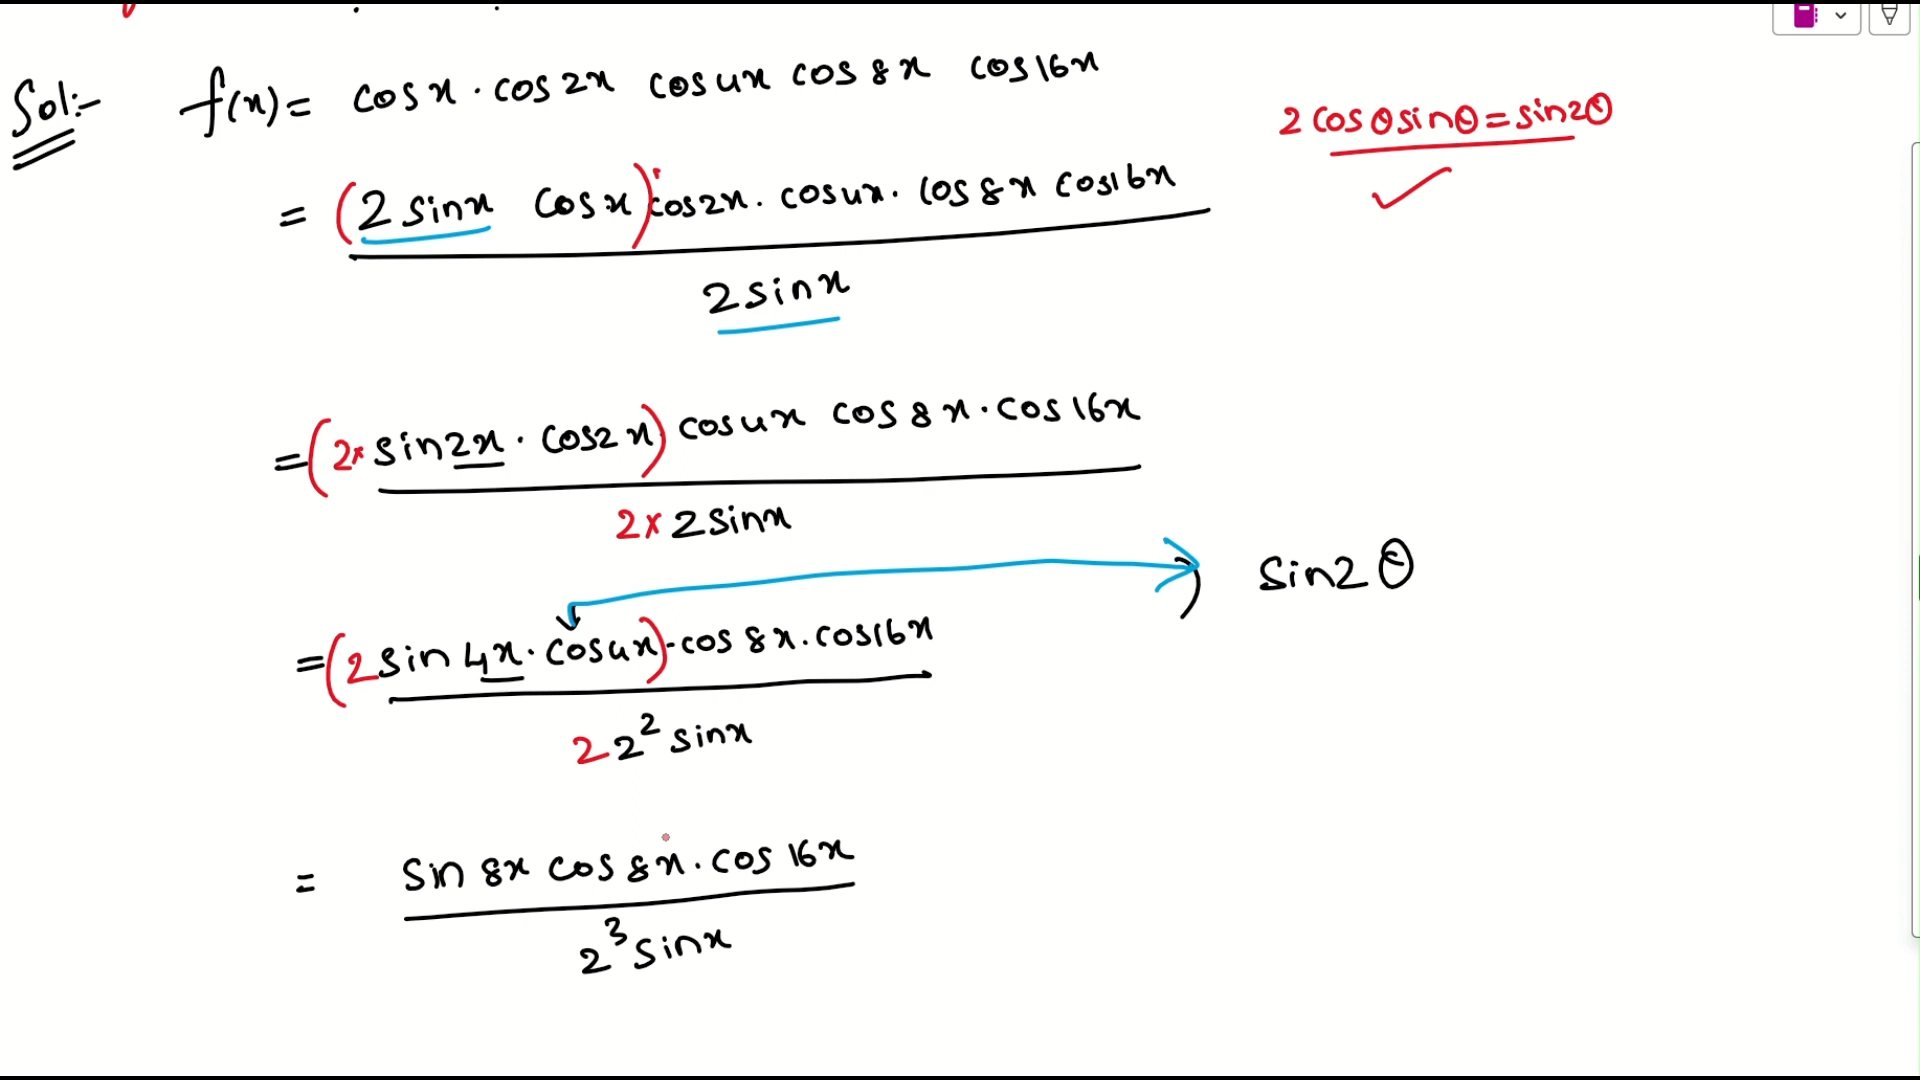 Sol:- f(x) = cos x . cos 2x cos 4x cos 8x cos 16x
2 cos θ sin θ = sin 2θ
= (2 sin x cos x) cos 2x . cos 4x . cos 8x cos 16x
2 sin x
= (2 × sin 2x . cos 2x) cos 4x cos 8x . cos 16x
2 × 2 sin x
) sin 2θ
= (2 sin 4x . cos 4x) . cos 8x . cos 16x
2 2² sin x
= sin 8x cos 8x . cos 16x
2³ sin x